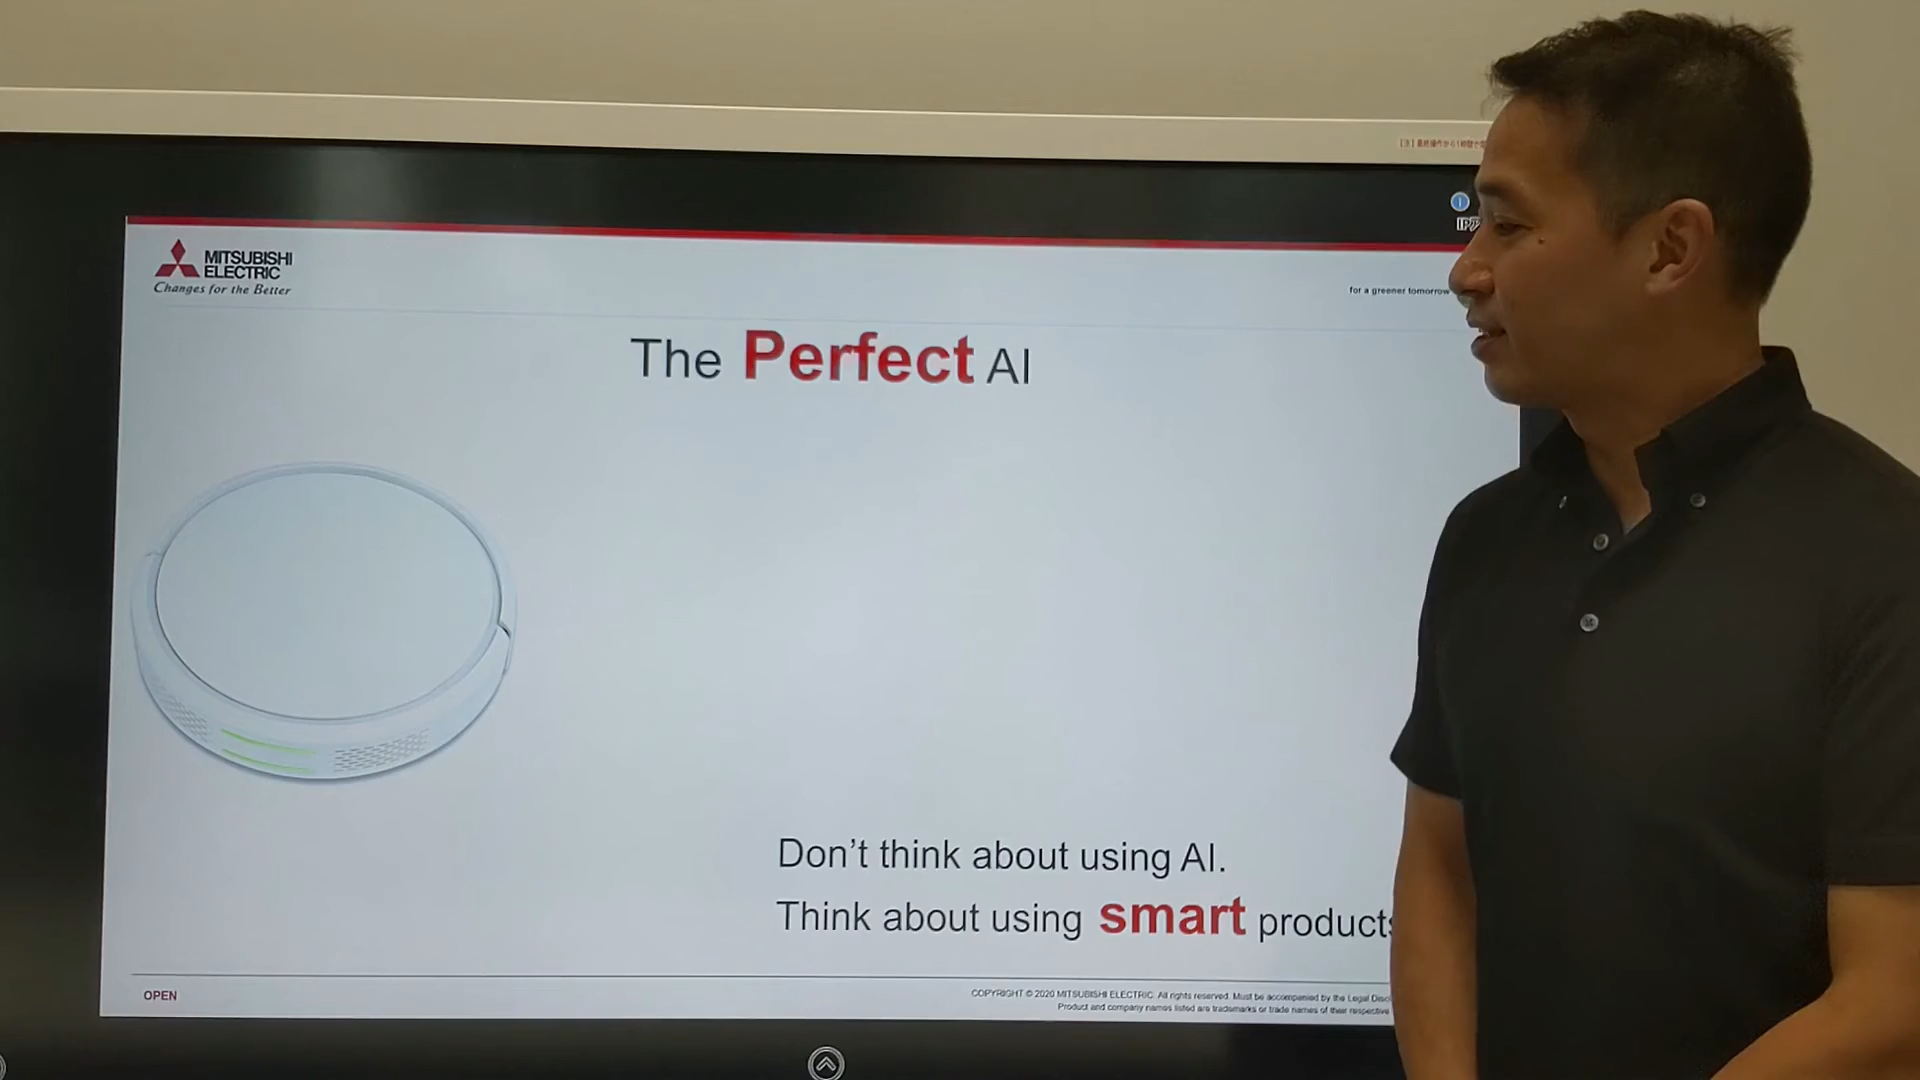 MITSUBISHI
ELECTRIC
Changes for the Better
for a greener tomorrow
The Perfect AI
Don't think about using AI.
Think about using smart products
OPEN
COPYRIGHT © 2020 MITSUBISHI ELECTRIC. All rights reserved. Must be accompanied by the Legal
Product and company names listed are trademarks or trade names of their respective